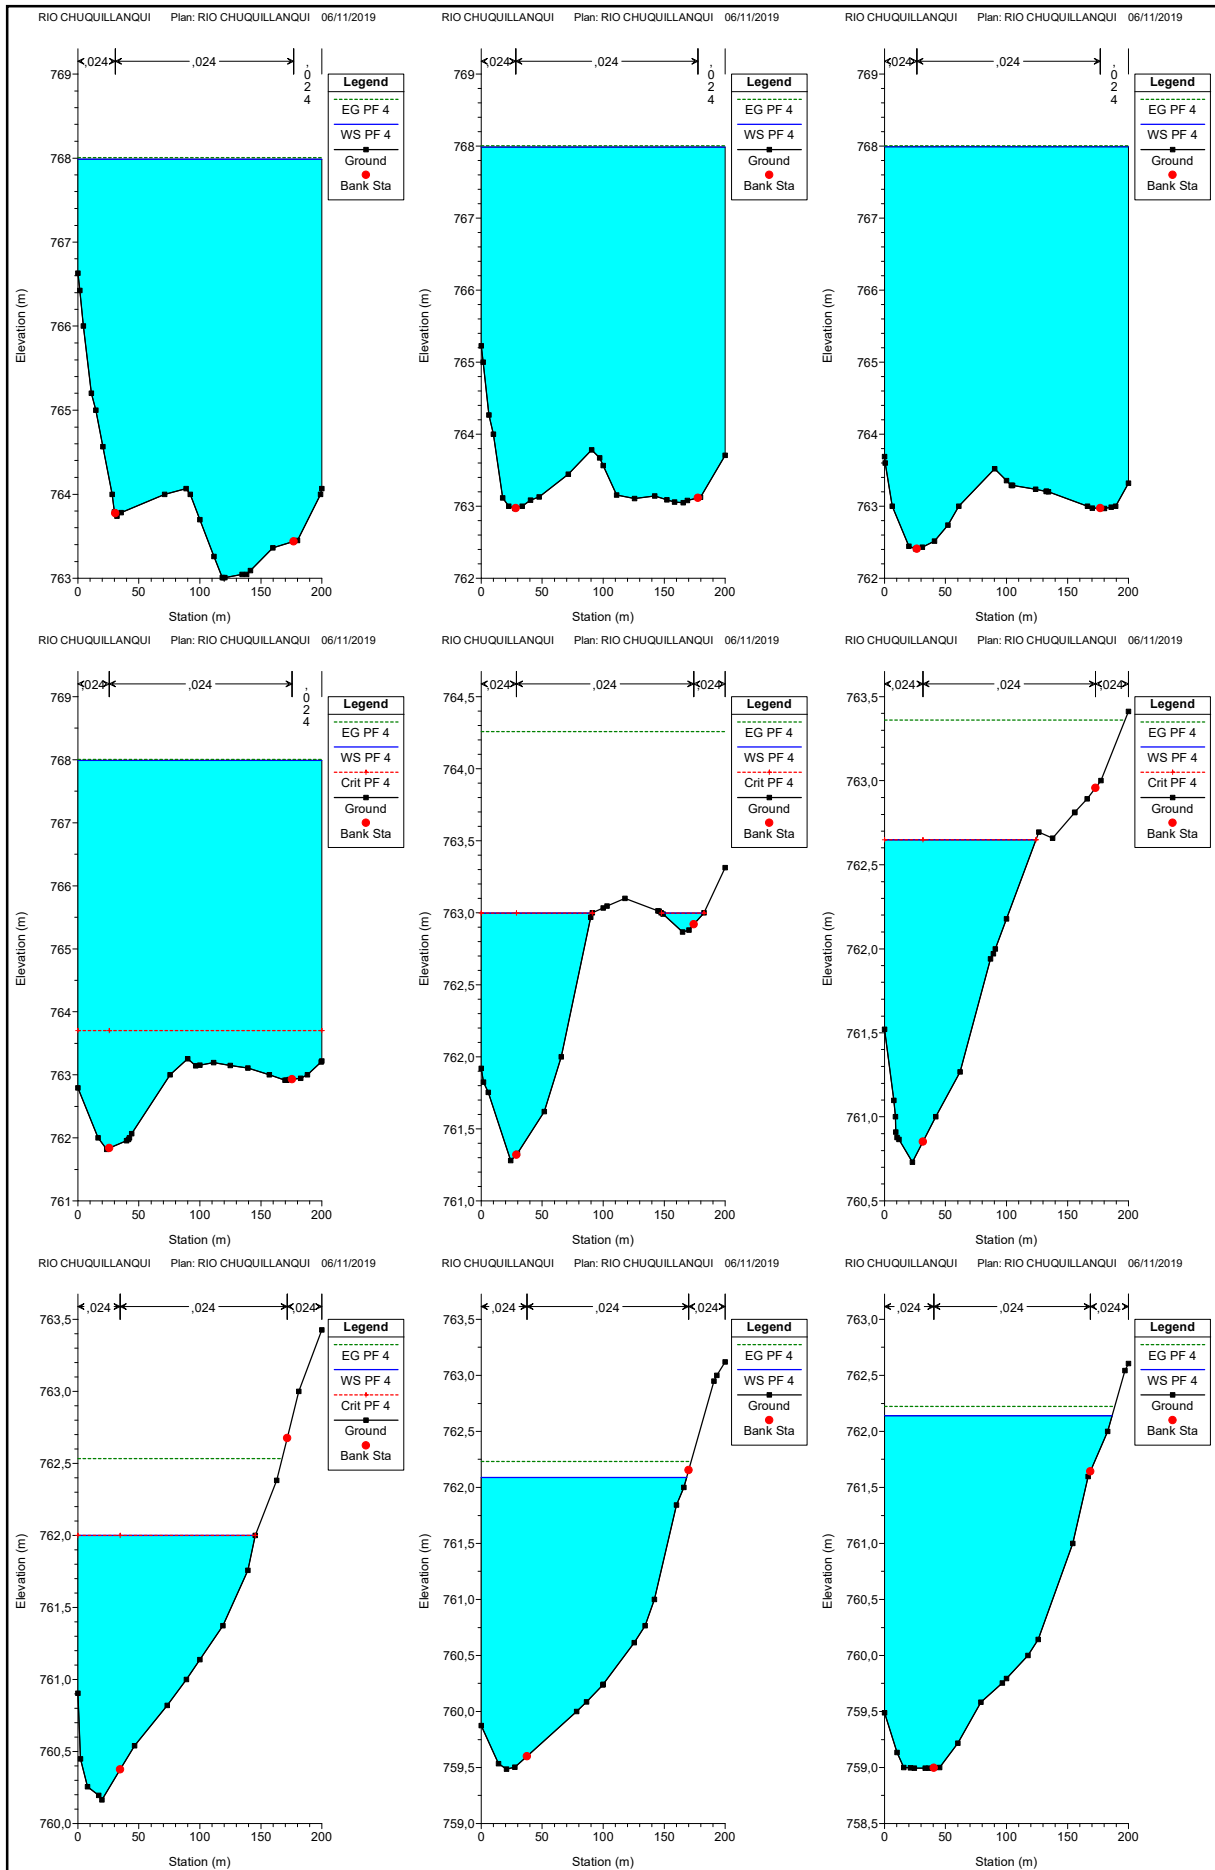 RIO CHUQUILLANQUI Plan: RIO CHUQUILLANQUI 06/11/2019
,024 ,024 ,024
Legend
EG PF 4
WS PF 4
Ground
Bank Sta
769
768
767
766
765
764
763
Elevation (m)
0 50 100 150 200
Station (m)
RIO CHUQUILLANQUI Plan: RIO CHUQUILLANQUI 06/11/2019
,024 ,024 ,024
Legend
EG PF 4
WS PF 4
Ground
Bank Sta
769
768
767
766
765
764
763
762
Elevation (m)
0 50 100 150 200
Station (m)
RIO CHUQUILLANQUI Plan: RIO CHUQUILLANQUI 06/11/2019
,024 ,024 ,024
Legend
EG PF 4
WS PF 4
Ground
Bank Sta
769
768
767
766
765
764
763
762
Elevation (m)
0 50 100 150 200
Station (m)
RIO CHUQUILLANQUI Plan: RIO CHUQUILLANQUI 06/11/2019
,024 ,024 ,024
Legend
EG PF 4
WS PF 4
Crit PF 4
Ground
Bank Sta
769
768
767
766
765
764
763
762
761
Elevation (m)
0 50 100 150 200
Station (m)
RIO CHUQUILLANQUI Plan: RIO CHUQUILLANQUI 06/11/2019
,024 ,024 ,024
Legend
EG PF 4
WS PF 4
Crit PF 4
Ground
Bank Sta
764,5
764,0
763,5
763,0
762,5
762,0
761,5
761,0
Elevation (m)
0 50 100 150 200
Station (m)
RIO CHUQUILLANQUI Plan: RIO CHUQUILLANQUI 06/11/2019
,024 ,024 ,024
Legend
EG PF 4
WS PF 4
Crit PF 4
Ground
Bank Sta
763,5
763,0
762,5
762,0
761,5
761,0
760,5
Elevation (m)
0 50 100 150 200
Station (m)
RIO CHUQUILLANQUI Plan: RIO CHUQUILLANQUI 06/11/2019
,024 ,024 ,024
Legend
EG PF 4
WS PF 4
Crit PF 4
Ground
Bank Sta
763,5
763,0
762,5
762,0
761,5
761,0
760,5
760,0
Elevation (m)
0 50 100 150 200
Station (m)
RIO CHUQUILLANQUI Plan: RIO CHUQUILLANQUI 06/11/2019
,024 ,024 ,024
Legend
EG PF 4
WS PF 4
Ground
Bank Sta
763,5
763,0
762,5
762,0
761,5
761,0
760,5
760,0
759,5
759,0
Elevation (m)
0 50 100 150 200
Station (m)
RIO CHUQUILLANQUI Plan: RIO CHUQUILLANQUI 06/11/2019
,024 ,024 ,024
Legend
EG PF 4
WS PF 4
Ground
Bank Sta
763,0
762,5
762,0
761,5
761,0
760,5
760,0
759,5
759,0
758,5
Elevation (m)
0 50 100 150 200
Station (m)